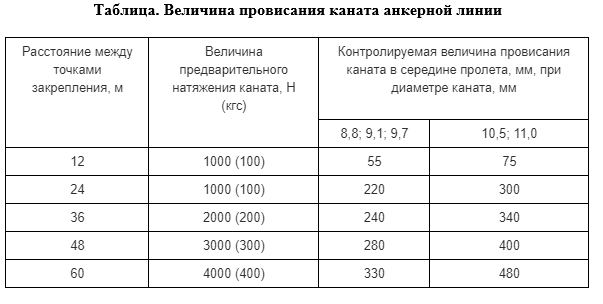 Таблица. Величина провисания каната анкерной линии
Расстояние между
точками
закрепления, м
Величина
предварительного
натяжения каната, Н
(кгс)
Контролируемая величина провисания
каната в середине пролета, мм, при
диаметре каната, мм
8,8; 9,1; 9,7
10,5; 11,0
12 1000 (100) 55 75
24 1000 (100) 220 300
36 2000 (200) 240 340
48 3000 (300) 280 400
60 4000 (400) 330 480